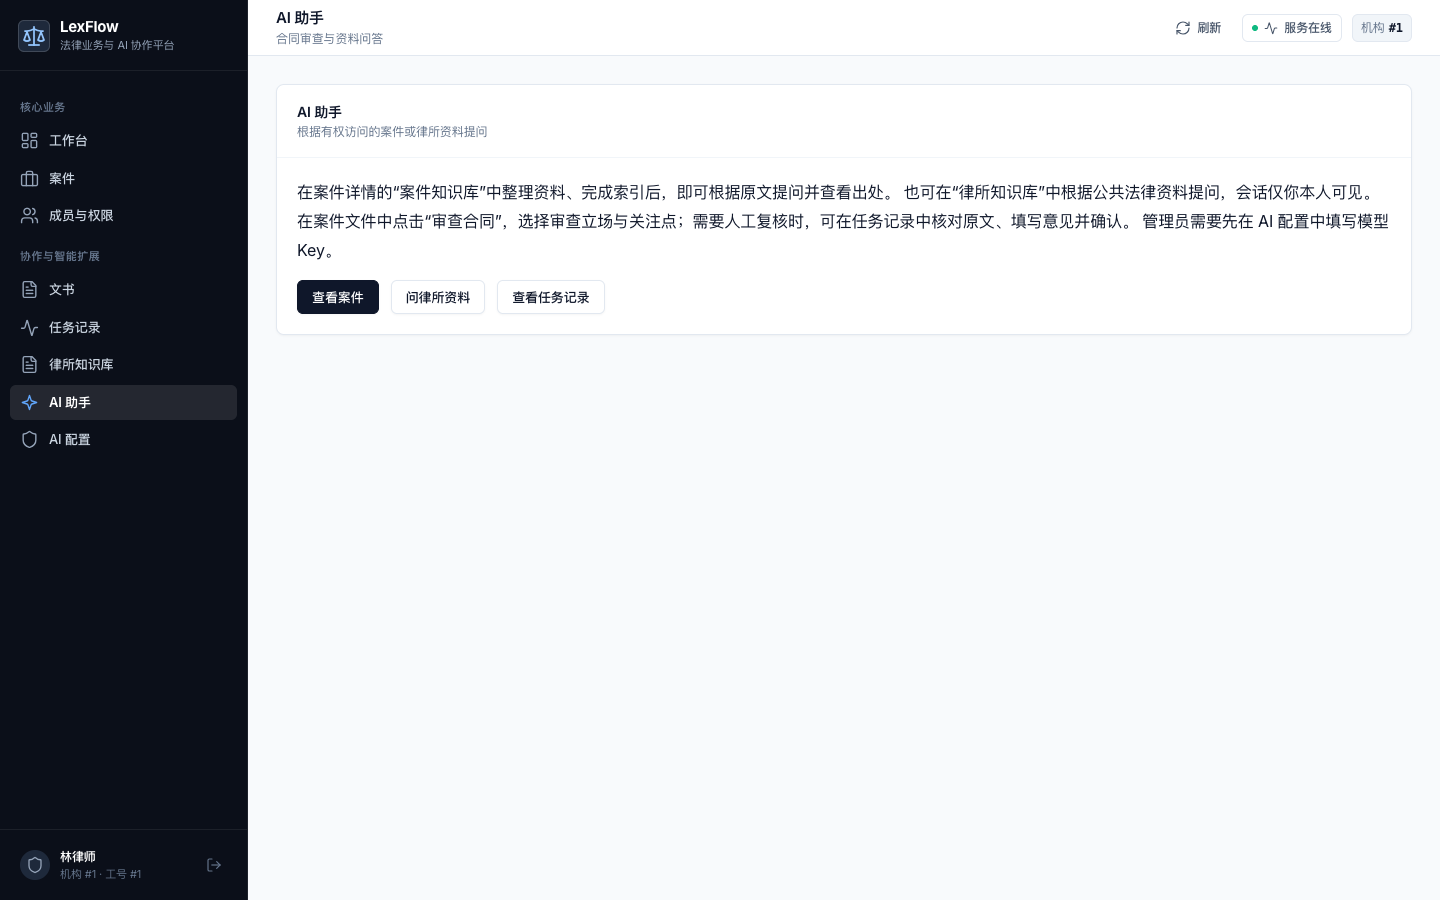 LexFlow
法律业务与 AI 协作平台
核心业务
工作台
案件
成员与权限
协作与智能扩展
文书
任务记录
律所知识库
AI 助手
AI 配置
林律师
机构 #1 · 工号 #1
AI 助手
合同审查与资料问答
刷新
服务在线
机构 #1
AI 助手
根据有权访问的案件或律所资料提问
在案件详情的“案件知识库”中整理资料、完成索引后，即可根据原文提问并查看出处。 也可在“律所知识库”中根据公共法律资料提问，会话仅你本人可见。
在案件文件中点击“审查合同”，选择审查立场与关注点；需要人工复核时，可在任务记录中核对原文、填写意见并确认。 管理员需要先在 AI 配置中填写模型
Key。
查看案件
问律所资料
查看任务记录